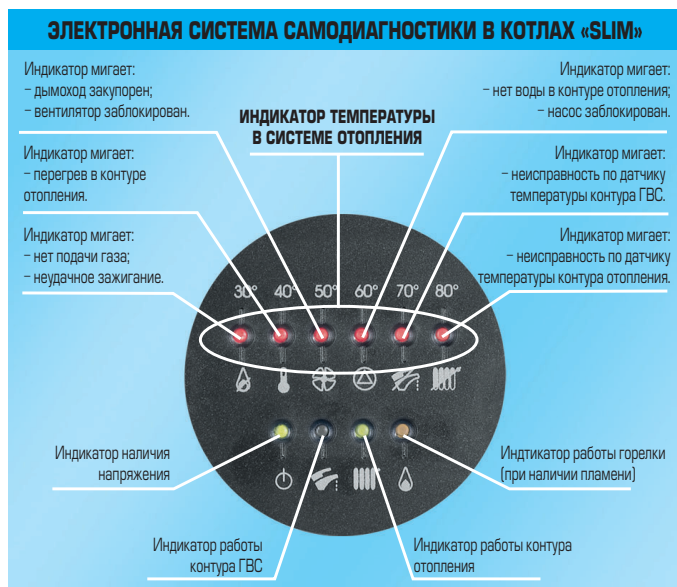 ЭЛЕКТРОННАЯ СИСТЕМА САМОДИАГНОСТИКИ В КОТЛАХ «SLIM»
Индикатор мигает:
– дымоход закупорен;
– вентилятор заблокирован.
Индикатор мигает:
– перегрев в контуре
отопления.
Индикатор мигает:
– нет подачи газа;
– неудачное зажигание.
ИНДИКАТОР ТЕМПЕРАТУРЫ
В СИСТЕМЕ ОТОПЛЕНИЯ
Индикатор мигает:
– нет воды в контуре отопления;
– насос заблокирован.
Индикатор мигает:
– неисправность по датчику
температуры контура ГВС.
Индикатор мигает:
– неисправность по датчику
температуры контура отопления.
30° 40° 50° 60° 70° 80°
Индикатор наличия
напряжения
Индтикатор работы горелки
(при наличии пламени)
Индикатор работы
контура ГВС
Индикатор работы контура
отопления